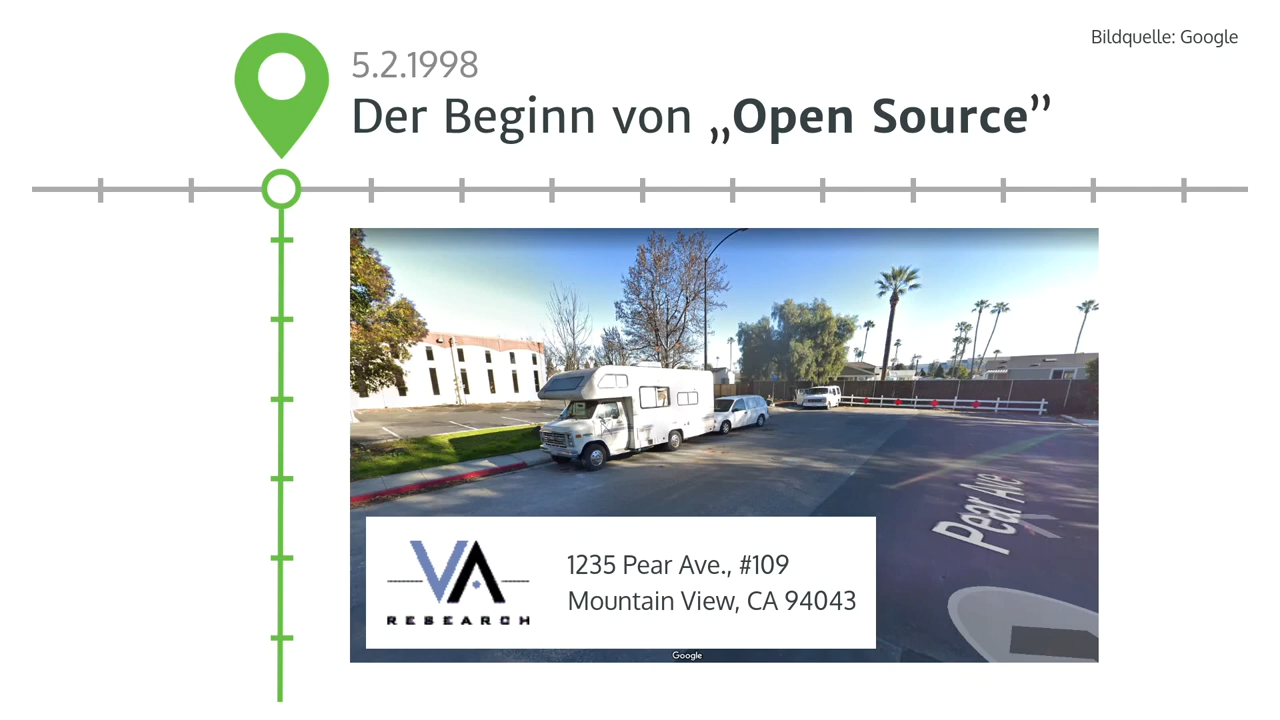 Bildquelle: Google
5.2.1998
Der Beginn von „Open Source”
Pear Ave
VA
RESEARCH
1235 Pear Ave., #109
Mountain View, CA 94043
Google